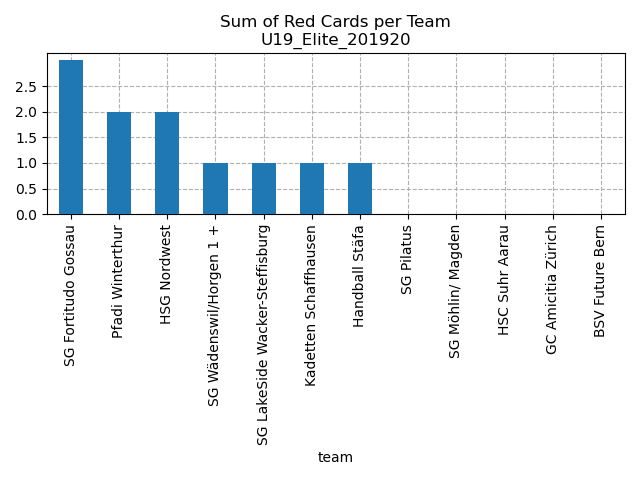 Sum of Red Cards per Team
U19_Elite_201920
2.5
2.0
1.5
1.0
0.5
0.0
SG Fortitudo Gossau
Pfadi Winterthur
HSG Nordwest
SG Wädenswil/Horgen 1 +
SG LakeSide Wacker-Steffisburg
Kadetten Schaffhausen
Handball Stäfa
SG Pilatus
SG Möhlin/ Magden
HSC Suhr Aarau
GC Amicitia Zürich
BSV Future Bern
team